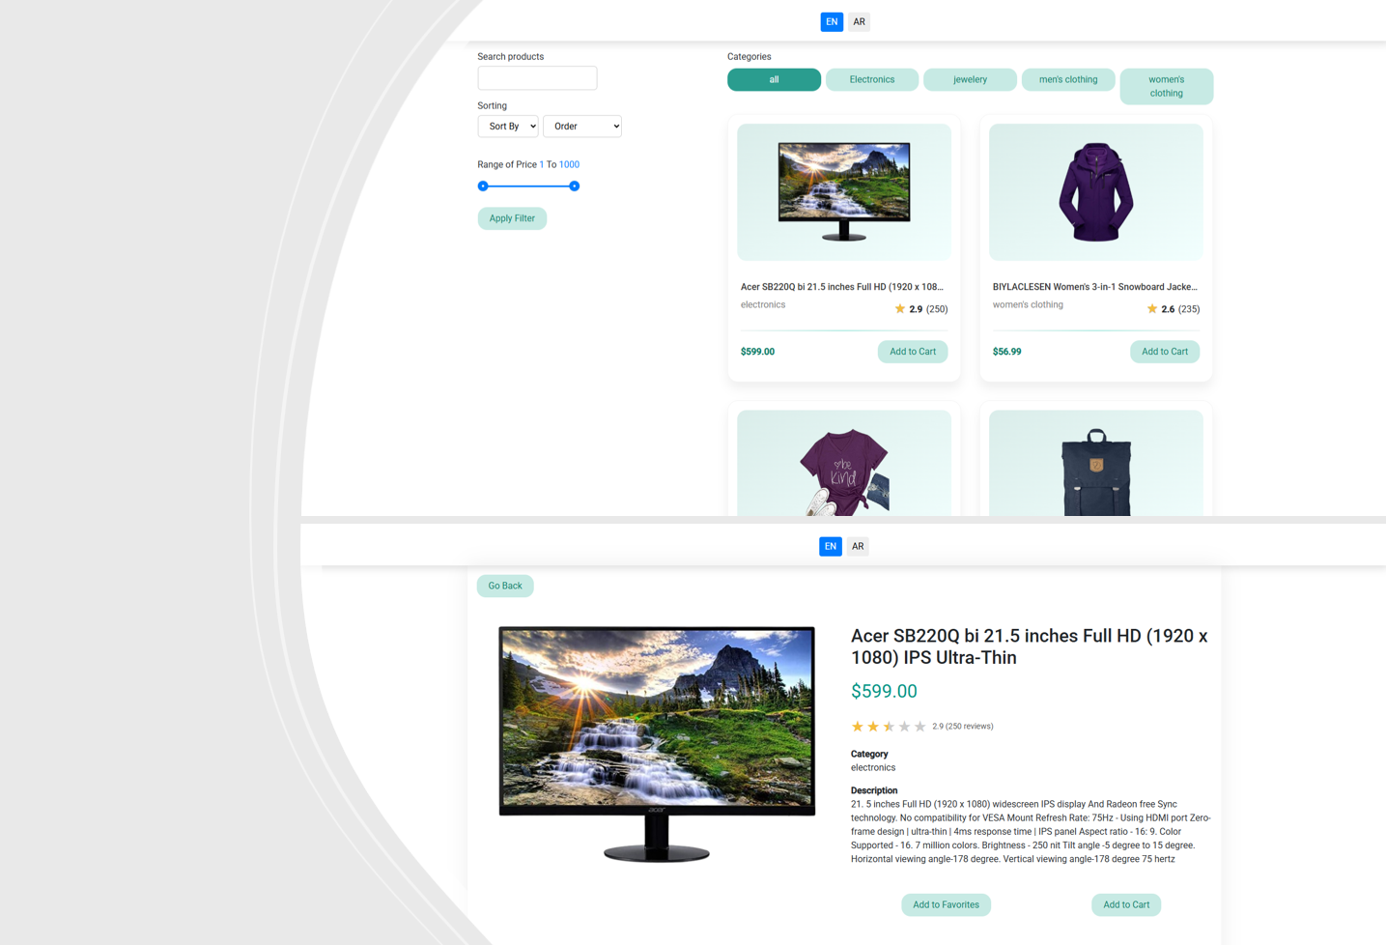 EN AR
Search products
Sorting
Sort By Order
Range of Price 1 To 1000
Apply Filter
Categories
all Electronics jewelery men's clothing women's
clothing
Acer SB220Q bi 21.5 inches Full HD (1920 x 108...
electronics
2.9 (250)
$599.00 Add to Cart
BIYLACLESEN Women's 3-in-1 Snowboard Jacke...
women's clothing
2.6 (235)
$56.99 Add to Cart
be
kind
EN AR
Go Back
acer
Acer SB220Q bi 21.5 inches Full HD (1920 x
1080) IPS Ultra-Thin
$599.00
2.9 (250 reviews)
Category
electronics
Description
21. 5 inches Full HD (1920 x 1080) widescreen IPS display And Radeon free Sync
technology. No compatibility for VESA Mount Refresh Rate: 75Hz - Using HDMI port Zero-
frame design | ultra-thin | 4ms response time | IPS panel Aspect ratio - 16: 9. Color
Supported - 16. 7 million colors. Brightness - 250 nit Tilt angle -5 degree to 15 degree.
Horizontal viewing angle-178 degree. Vertical viewing angle-178 degree 75 hertz
Add to Favorites Add to Cart